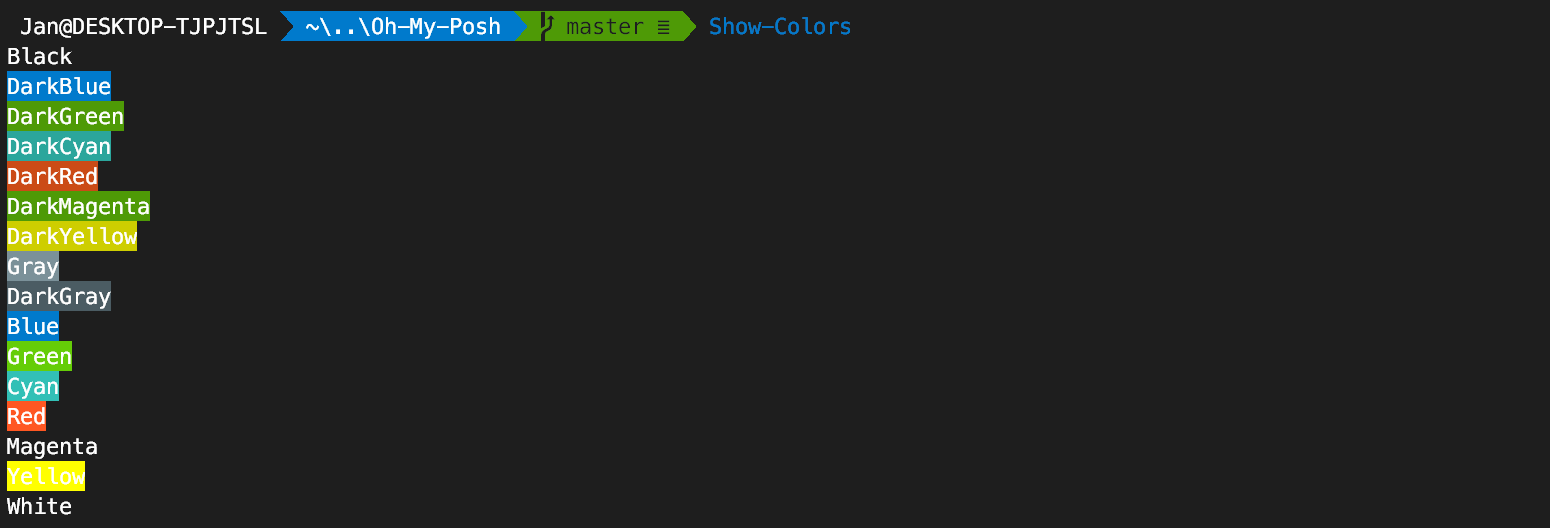 Jan@DESKTOP-TJPJTSL ~\..\Oh-My-Posh master ≣ Show-Colors
Black
DarkBlue
DarkGreen
DarkCyan
DarkRed
DarkMagenta
DarkYellow
Gray
DarkGray
Blue
Green
Cyan
Red
Magenta
Yellow
White